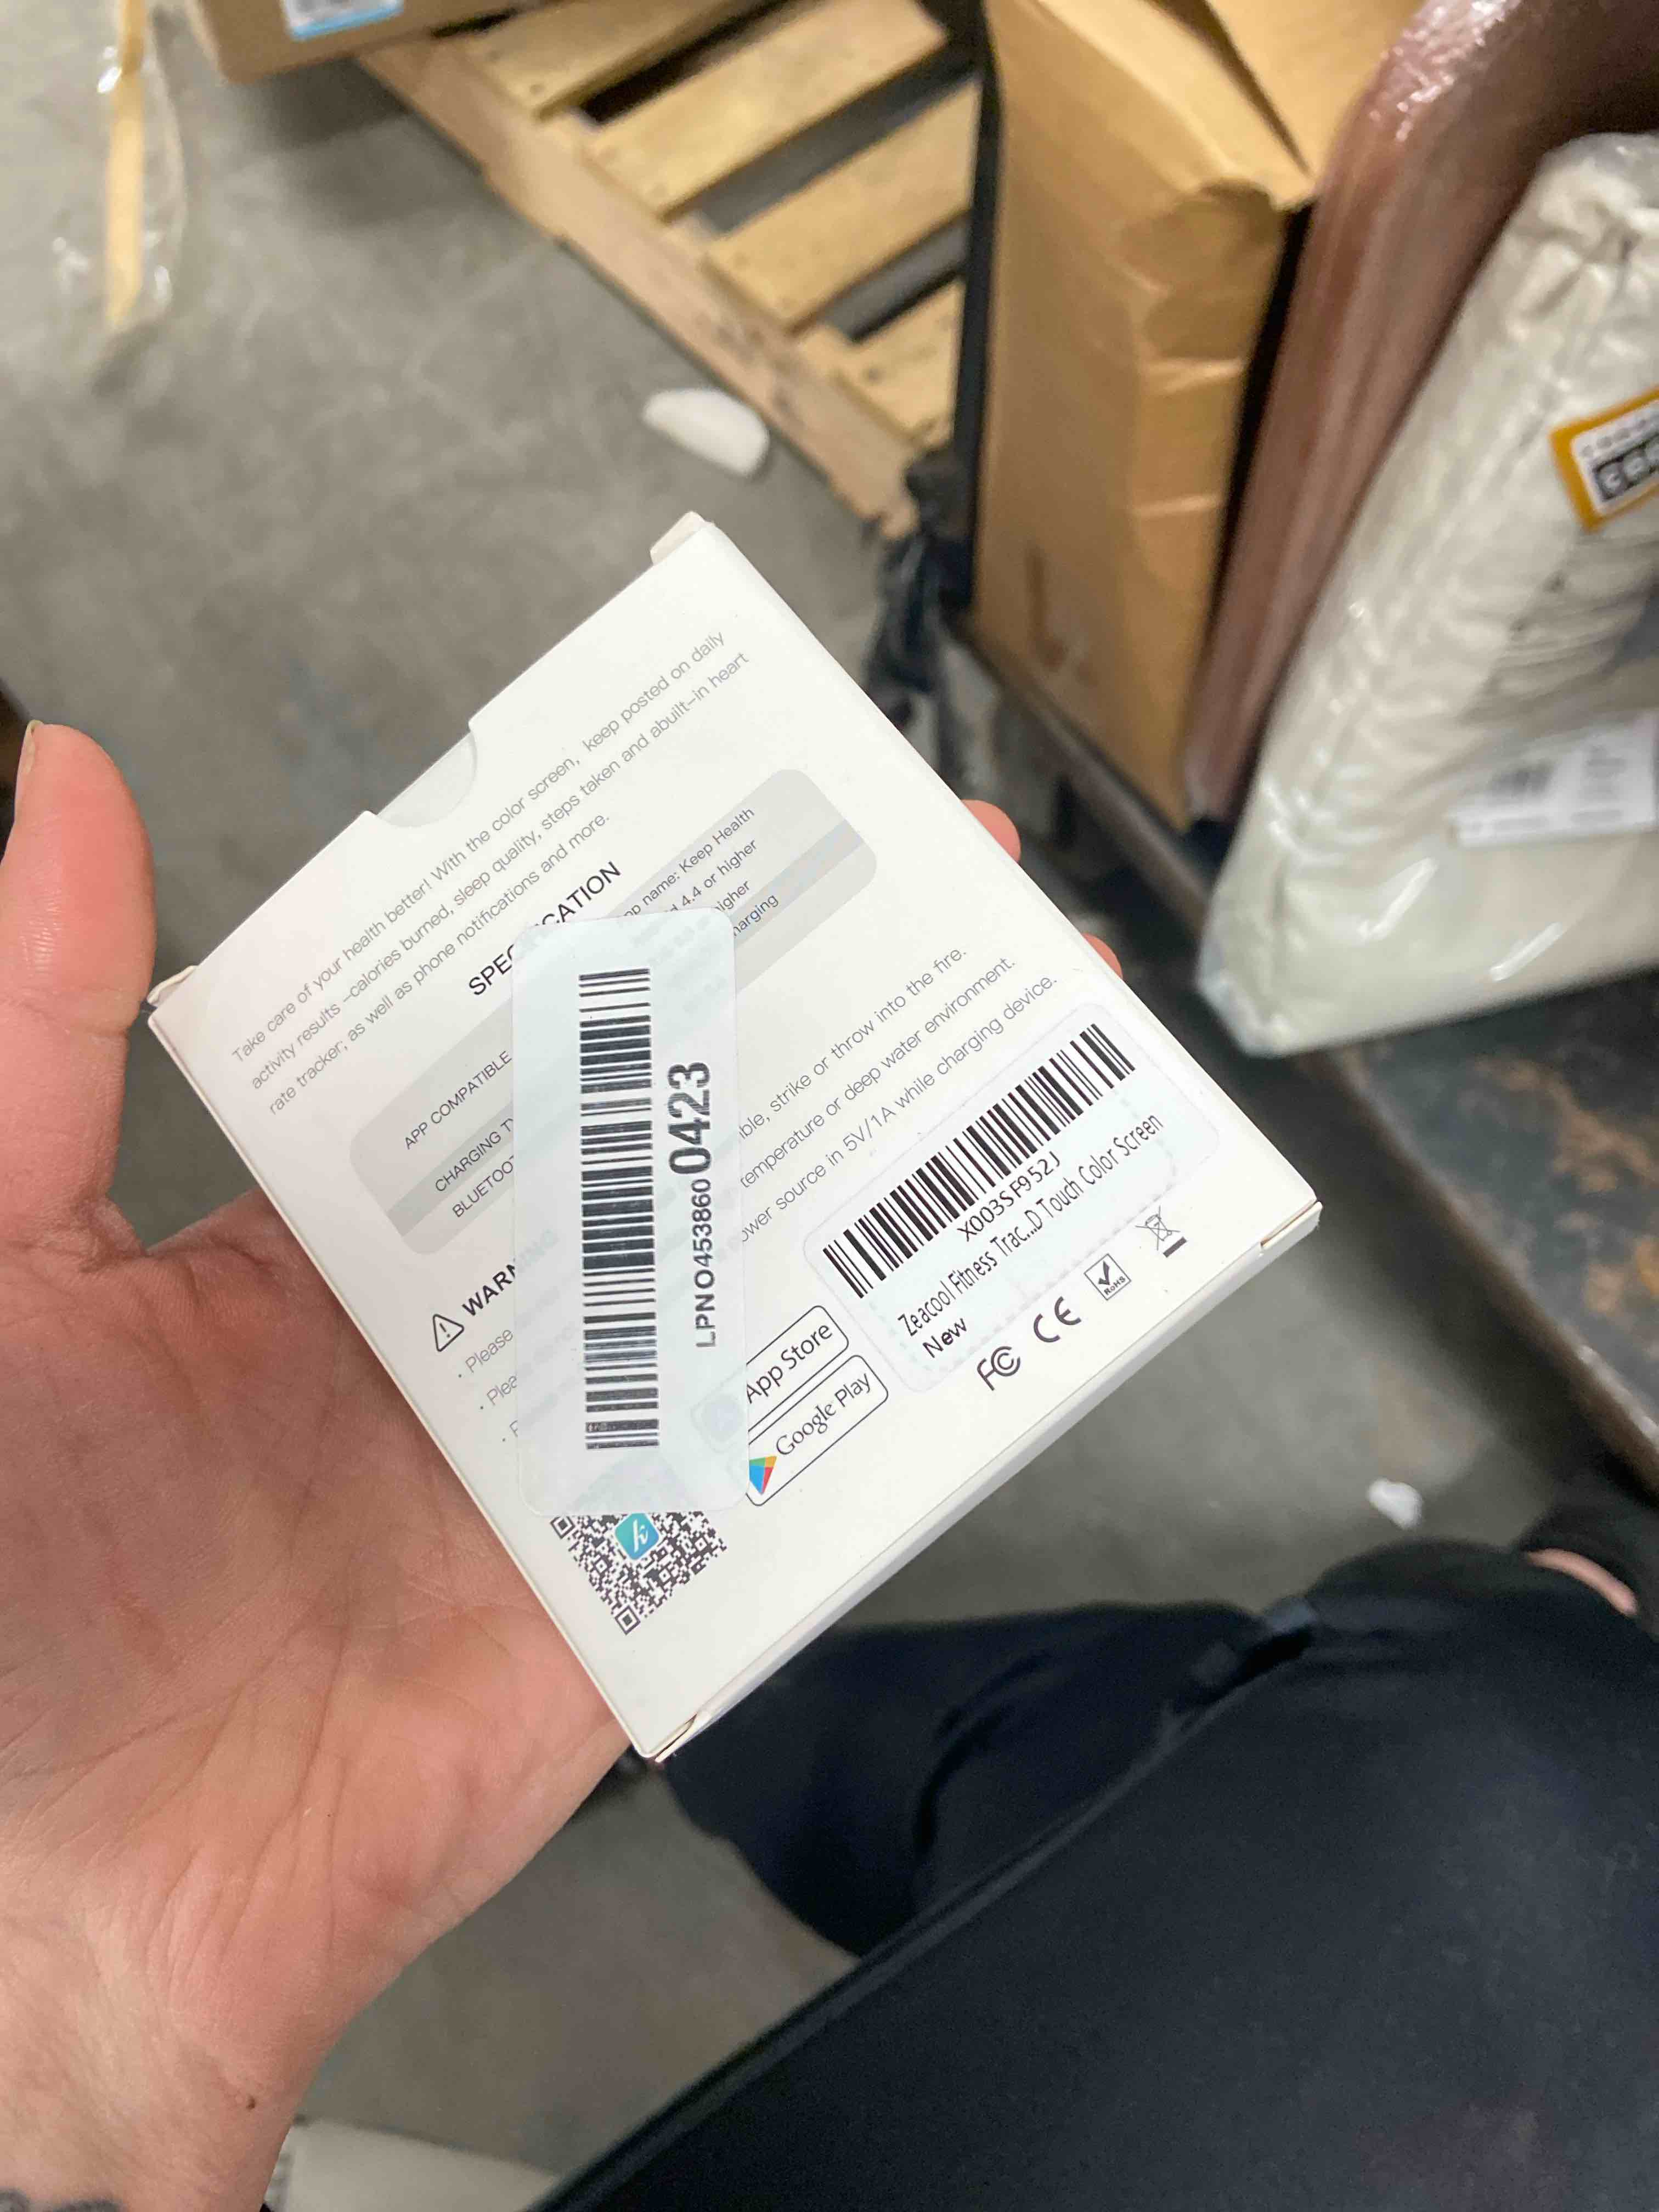 Take care of your health better! With the color screen, keep posted on daily
activity results -calories burned, sleep quality, steps taken and abuilt-in heart
rate tracker; as well as phone notifications and more.
SPEC CATION
pp name: Keep Health
APP COMPATIBLE 4.4 or higher
higher
CHARGING harging
BLUETOOT
WARN
· Please ble, strike or throw into the fire.
· Plea temperature or deep water environment.
· P ower source in 5V/1A while charging device.
LPNO4538600423
App Store
Google Play
X003SF952J
Zeacool Fitness Trac...D Touch Color Screen
New
FC CE RoHS